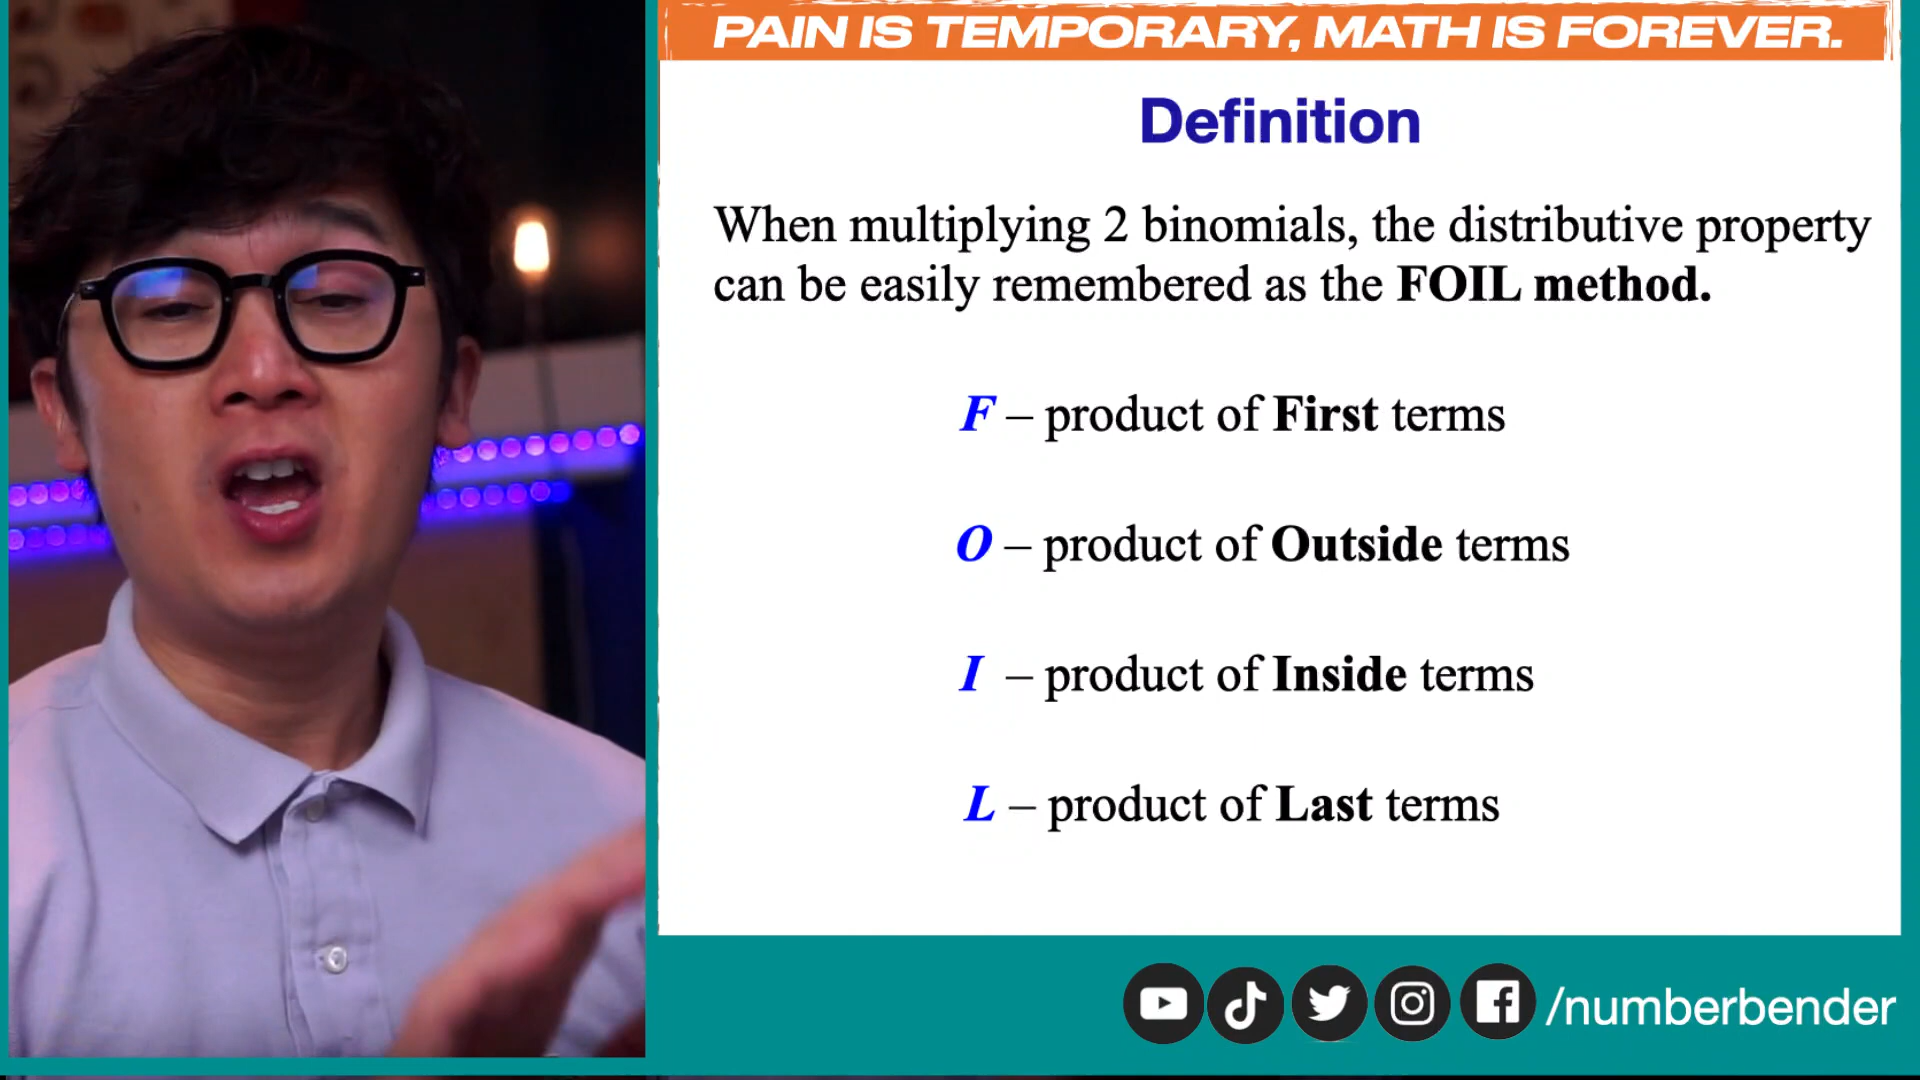 PAIN IS TEMPORARY, MATH IS FOREVER.
Definition
When multiplying 2 binomials, the distributive property
can be easily remembered as the FOIL method.
F – product of First terms
O – product of Outside terms
I – product of Inside terms
L – product of Last terms
/numberbender